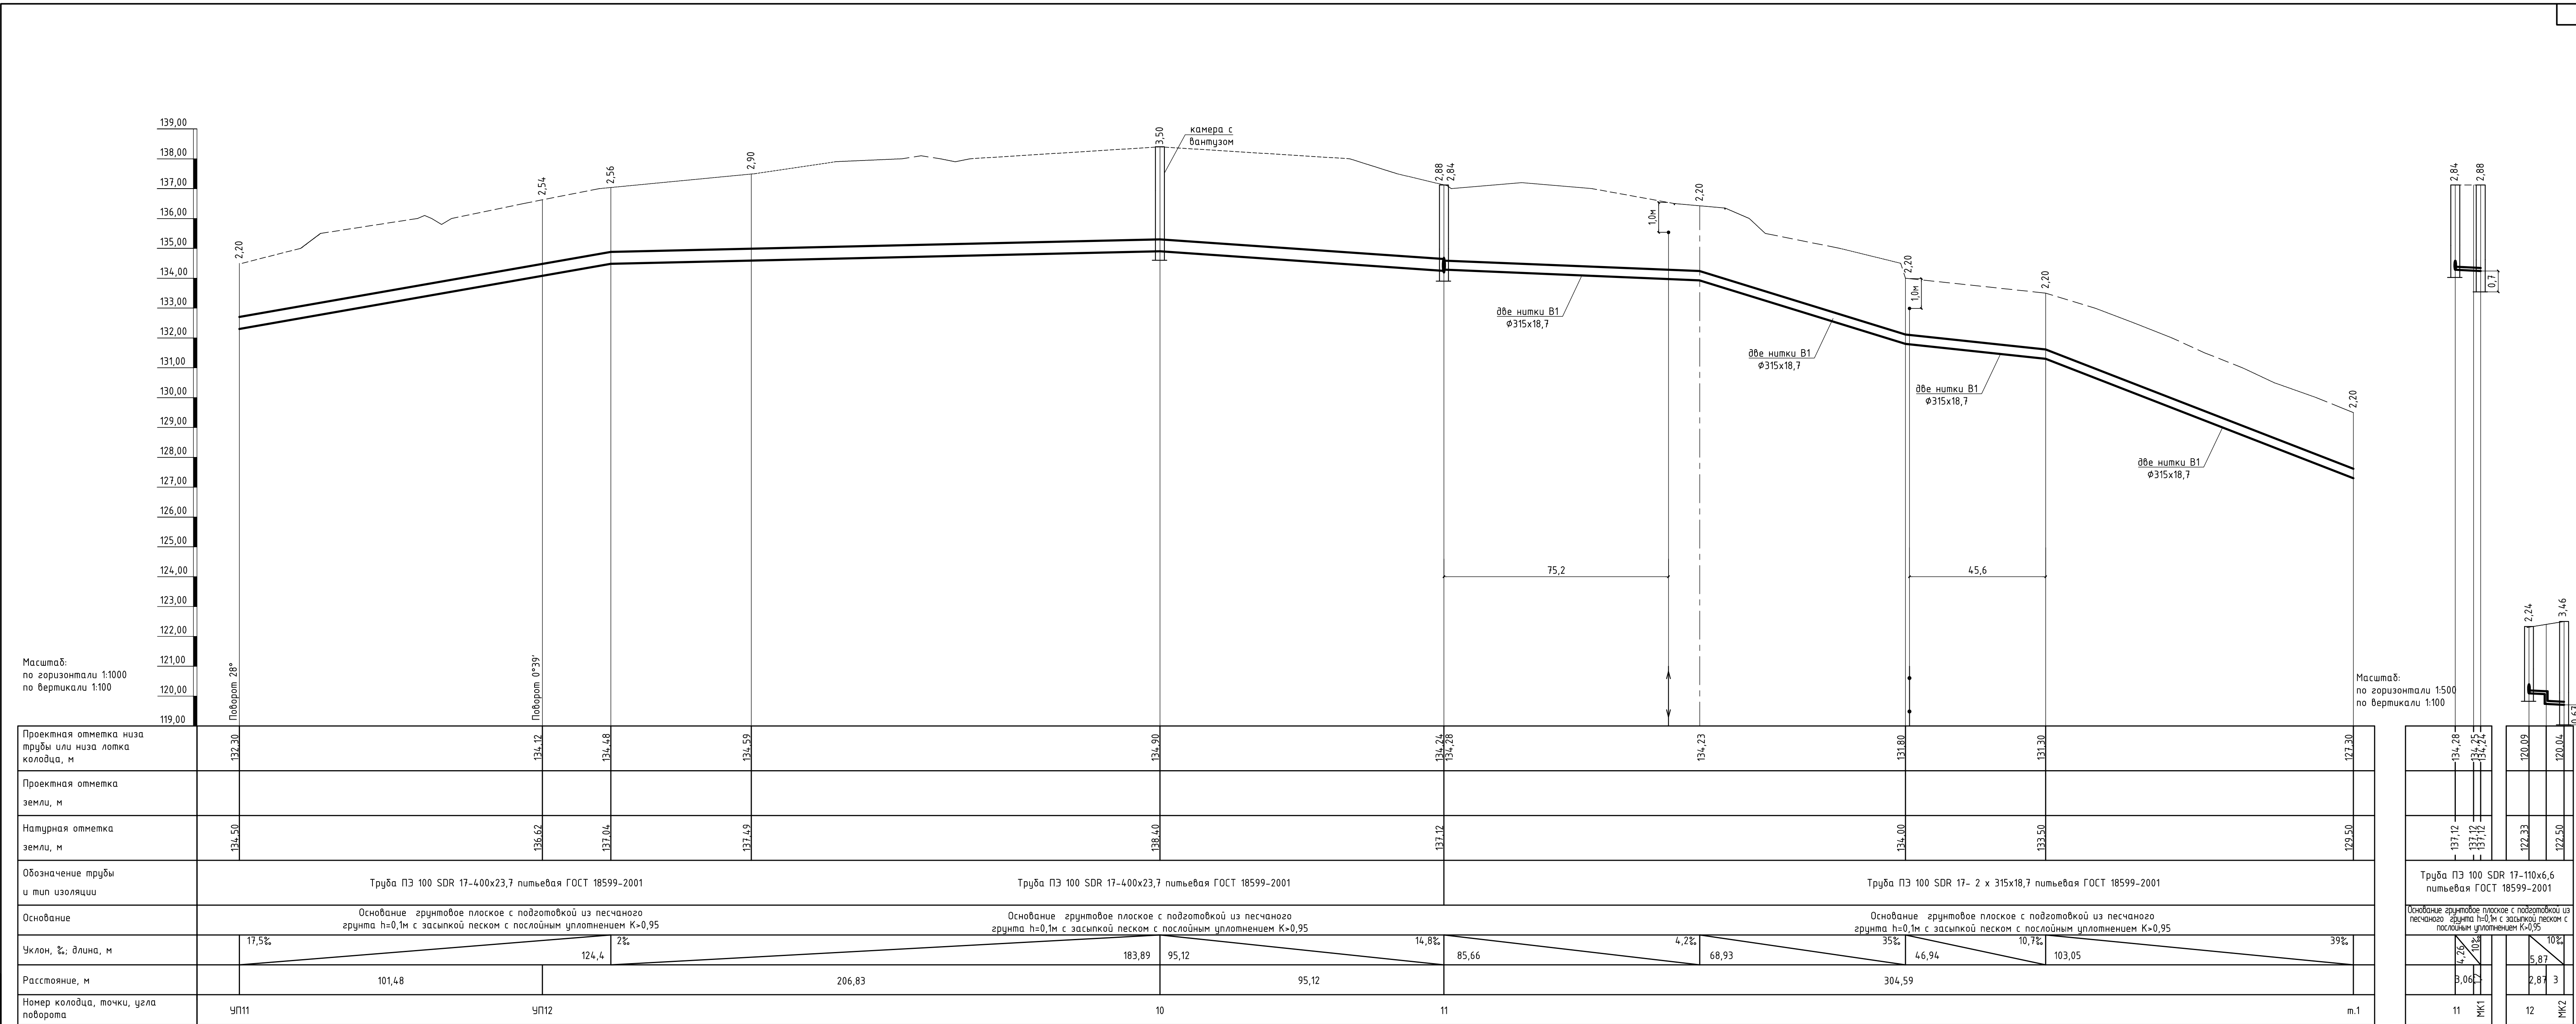 139,00
138,00
137,00
136,00
135,00
134,00
133,00
132,00
131,00
130,00
129,00
128,00
127,00
126,00
125,00
124,00
123,00
122,00
121,00
120,00
119,00
Масштаб:
по горизонтали 1:1000
по вертикали 1:100
2,20
2,54
2,56
2,90
3,50
камера с
вантузом
2,88
2,84
1,0м
2,20
2,20
1,0м
2,20
2,20
две нитки В1
Ф315х18,7
две нитки В1
Ф315х18,7
две нитки В1
Ф315х18,7
две нитки В1
Ф315х18,7
75,2
45,6
Поворот 28°
Поворот 0°39'
2,84
2,88
0,7
2,24
3,46
0,67
Масштаб:
по горизонтали 1:500
по вертикали 1:100
Проектная отметка низа
трубы или низа лотка
колодца, м
132,30
134,12
134,48
134,59
134,90
134,24
134,28
134,23
131,80
131,30
127,30
134,28
134,25
134,24
120,09
120,04
Проектная отметка
земли, м
Натурная отметка
земли, м
134,50
136,62
137,04
137,49
138,40
137,12
134,00
133,50
129,50
137,12
137,12
137,12
122,33
122,50
Обозначение трубы
и тип изоляции
Труба ПЭ 100 SDR 17-400х23,7 питьевая ГОСТ 18599-2001
Труба ПЭ 100 SDR 17-400х23,7 питьевая ГОСТ 18599-2001
Труба ПЭ 100 SDR 17- 2 х 315х18,7 питьевая ГОСТ 18599-2001
Труба ПЭ 100 SDR 17-110х6,6
питьевая ГОСТ 18599-2001
Основание
Основание грунтовое плоское с подготовкой из песчаного
грунта h=0,1м с засыпкой песком с послойным уплотнением К>0,95
Основание грунтовое плоское с подготовкой из песчаного
грунта h=0,1м с засыпкой песком с послойным уплотнением К>0,95
Основание грунтовое плоское с подготовкой из песчаного
грунта h=0,1м с засыпкой песком с послойным уплотнением К>0,95
Основание грунтовое плоское с подготовкой из
песчаного грунта h=0,1м с засыпкой песком с
послойным уплотнением К>0,95
Уклон, ‰; длина, м
17,5‰
124,4
2‰
183,89
95,12
14,8‰
85,66
4,2‰
68,93
35‰
46,94
10,7‰
103,05
39‰
4,26
10‰
5,87
10‰
Расстояние, м
101,48
206,83
95,12
304,59
3,06
2,87
3
Номер колодца, точки, угла
поворота
УП11
УП12
10
11
т.1
11
МК1
12
МК2